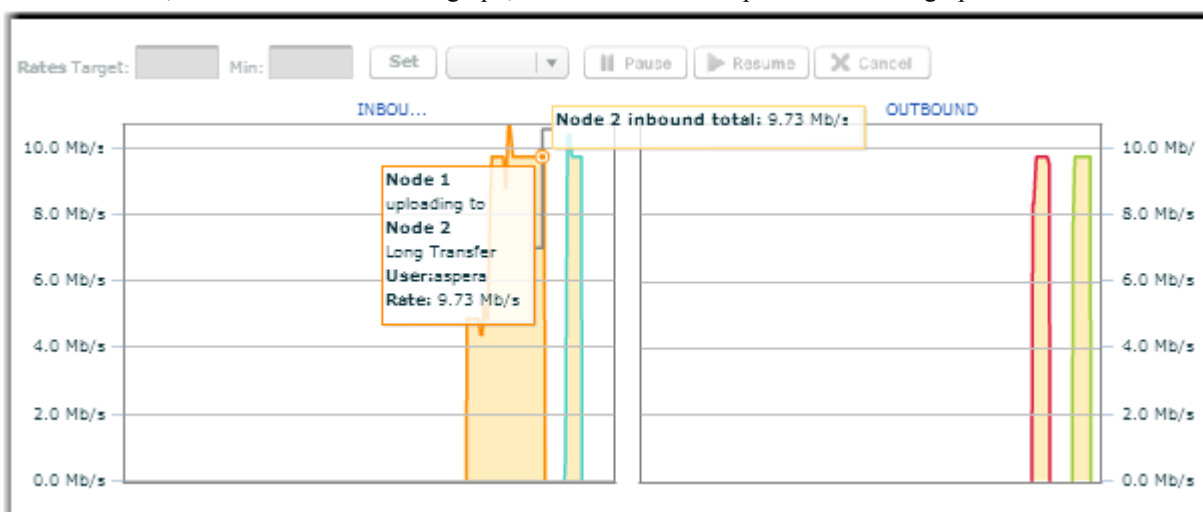 Rates Target:
Min:
Set
Pause
Resume
Cancel
INBOU...
OUTBOUND
Node 2 inbound total: 9.73 Mb/s
10.0 Mb/s
8.0 Mb/s
6.0 Mb/s
4.0 Mb/s
2.0 Mb/s
0.0 Mb/s
Node 1
uploading to
Node 2
Long Transfer
User:aspera
Rate: 9.73 Mb/s
10.0 Mb/
8.0 Mb/s
6.0 Mb/s
4.0 Mb/s
2.0 Mb/s
0.0 Mb/s